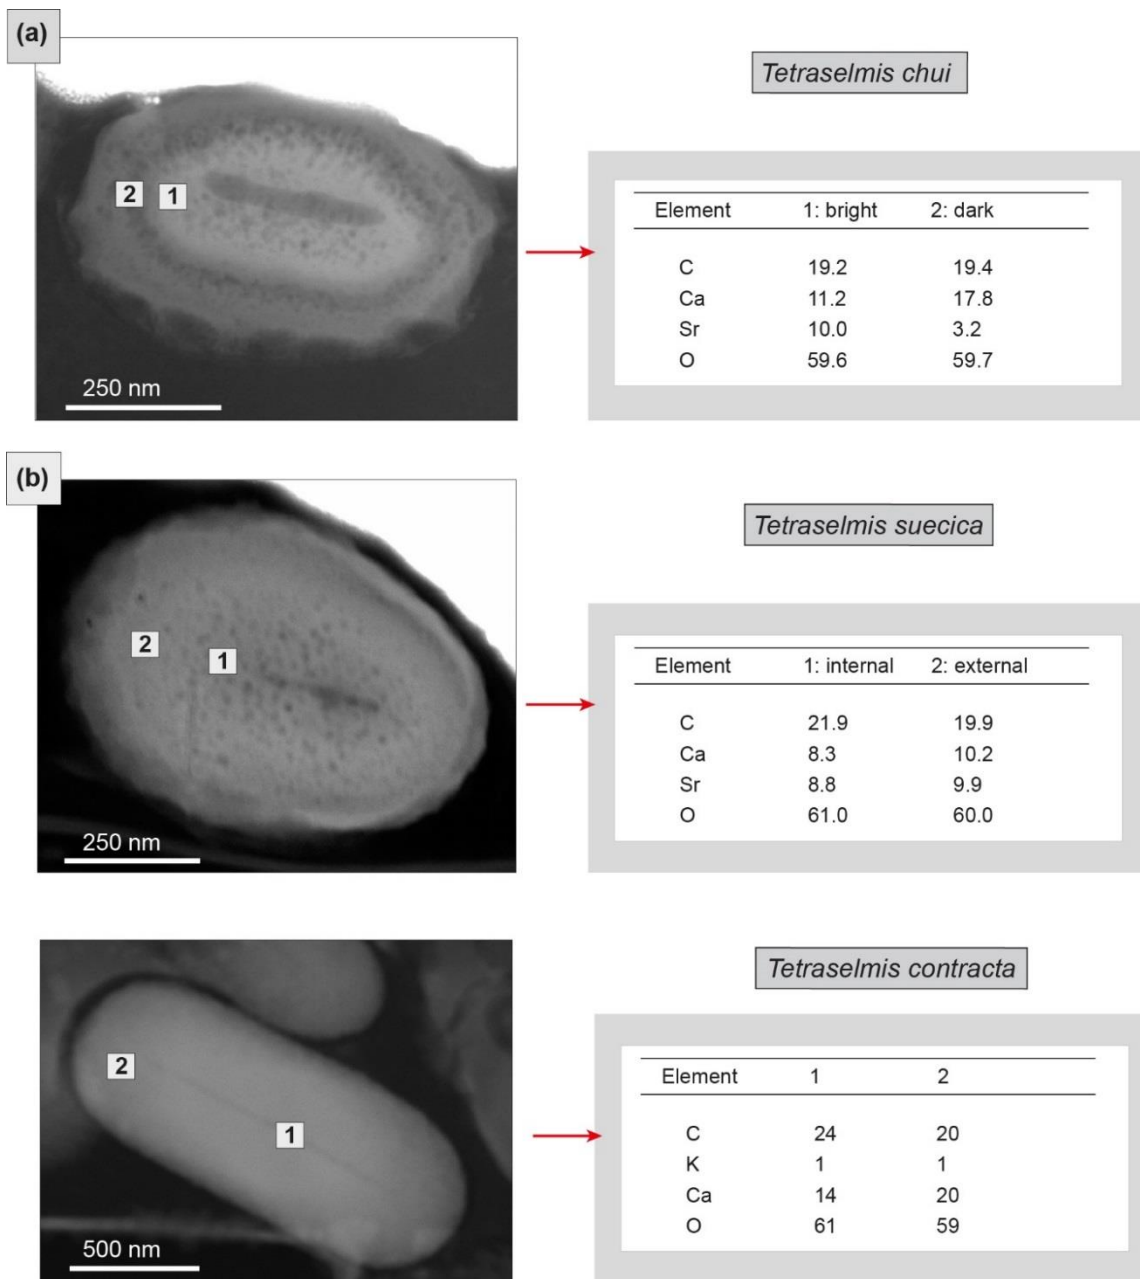 (a)
Tetraselmis chui
2 1
250 nm
Element 1: bright 2: dark
C 19.2 19.4
Ca 11.2 17.8
Sr 10.0 3.2
O 59.6 59.7
(b)
Tetraselmis suecica
2
1
250 nm
Element 1: internal 2: external
C 21.9 19.9
Ca 8.3 10.2
Sr 8.8 9.9
O 61.0 60.0
Tetraselmis contracta
2
1
500 nm
Element 1 2
C 24 20
K 1 1
Ca 14 20
O 61 59